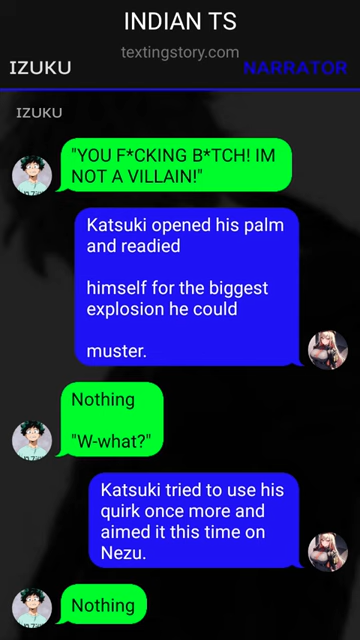 INDIAN TS
textingstory.com
IZUKU
NARRATOR
IZUKU
"YOU F*CKING B*TCH! IM
NOT A VILLAIN!"
Katsuki opened his palm
and readied
himself for the biggest
explosion he could
muster.
Nothing
"W-what?"
Katsuki tried to use his
quirk once more and
aimed it this time on
Nezu.
Nothing